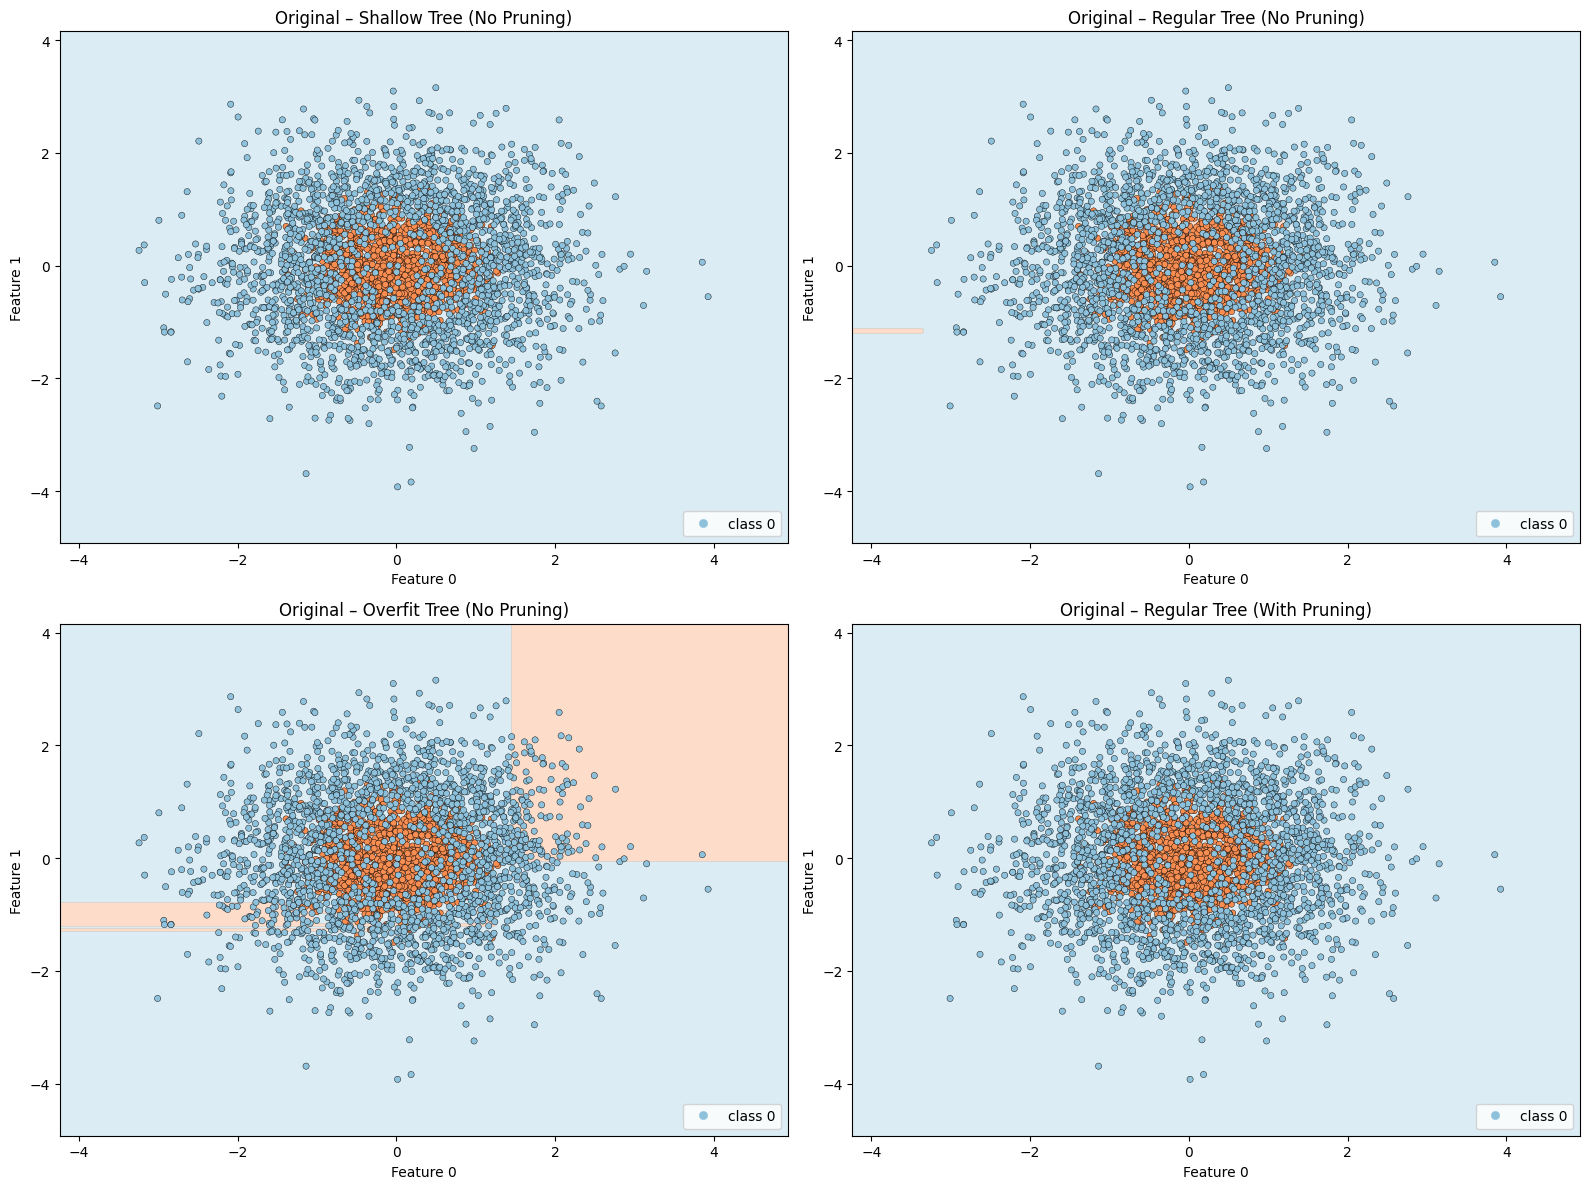 Original – Shallow Tree (No Pruning)
4
2
0
−2
−4
Feature 1
−4
−2
0
2
4
Feature 0
class 0
Original – Regular Tree (No Pruning)
4
2
0
−2
−4
Feature 1
−4
−2
0
2
4
Feature 0
class 0
Original – Overfit Tree (No Pruning)
4
2
0
−2
−4
Feature 1
−4
−2
0
2
4
Feature 0
class 0
Original – Regular Tree (With Pruning)
4
2
0
−2
−4
Feature 1
−4
−2
0
2
4
Feature 0
class 0